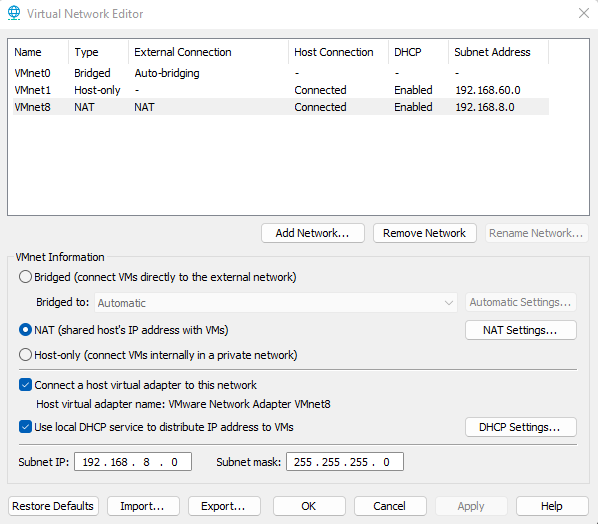 Virtual Network Editor
Name Type External Connection Host Connection DHCP Subnet Address
VMnet0 Bridged Auto-bridging - - -
VMnet1 Host-only - Connected Enabled 192.168.60.0
VMnet8 NAT NAT Connected Enabled 192.168.8.0
Add Network... Remove Network Rename Network...
VMnet Information
Bridged (connect VMs directly to the external network)
Bridged to: Automatic Automatic Settings...
NAT (shared host's IP address with VMs) NAT Settings...
Host-only (connect VMs internally in a private network)
Connect a host virtual adapter to this network
Host virtual adapter name: VMware Network Adapter VMnet8
Use local DHCP service to distribute IP address to VMs DHCP Settings...
Subnet IP: 192 . 168 . 8 . 0 Subnet mask: 255 . 255 . 255 . 0
Restore Defaults Import... Export... OK Cancel Apply Help